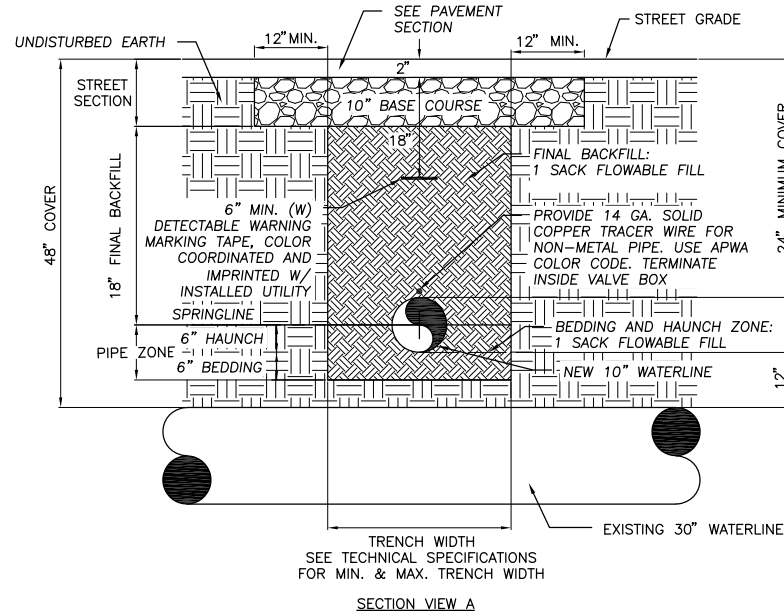 SEE PAVEMENT
SECTION
STREET GRADE
UNDISTURBED EARTH
12" MIN.
12" MIN.
STREET
SECTION
2"
10" BASE COURSE
18"
48" COVER
18" FINAL BACKFILL
24" MINIMUM COVER
FINAL BACKFILL:
1 SACK FLOWABLE FILL
6" MIN. (W)
DETECTABLE WARNING
MARKING TAPE, COLOR
COORDINATED AND
IMPRINTED W/
INSTALLED UTILITY
PROVIDE 14 GA. SOLID
COPPER TRACER WIRE FOR
NON-METAL PIPE. USE APWA
COLOR CODE. TERMINATE
INSIDE VALVE BOX
SPRINGLINE
6" HAUNCH
PIPE ZONE
6" BEDDING
BEDDING AND HAUNCH ZONE:
1 SACK FLOWABLE FILL
NEW 10" WATERLINE
12"
EXISTING 30" WATERLINE
TRENCH WIDTH
SEE TECHNICAL SPECIFICATIONS
FOR MIN. & MAX. TRENCH WIDTH
SECTION VIEW A